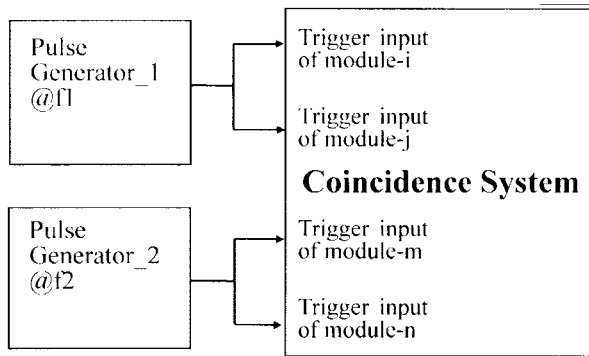 Pulse
Generator_1
@f1
Trigger input
of module-i
Trigger input
of module-j
Coincidence System
Pulse
Generator_2
@f2
Trigger input
of module-m
Trigger input
of module-n